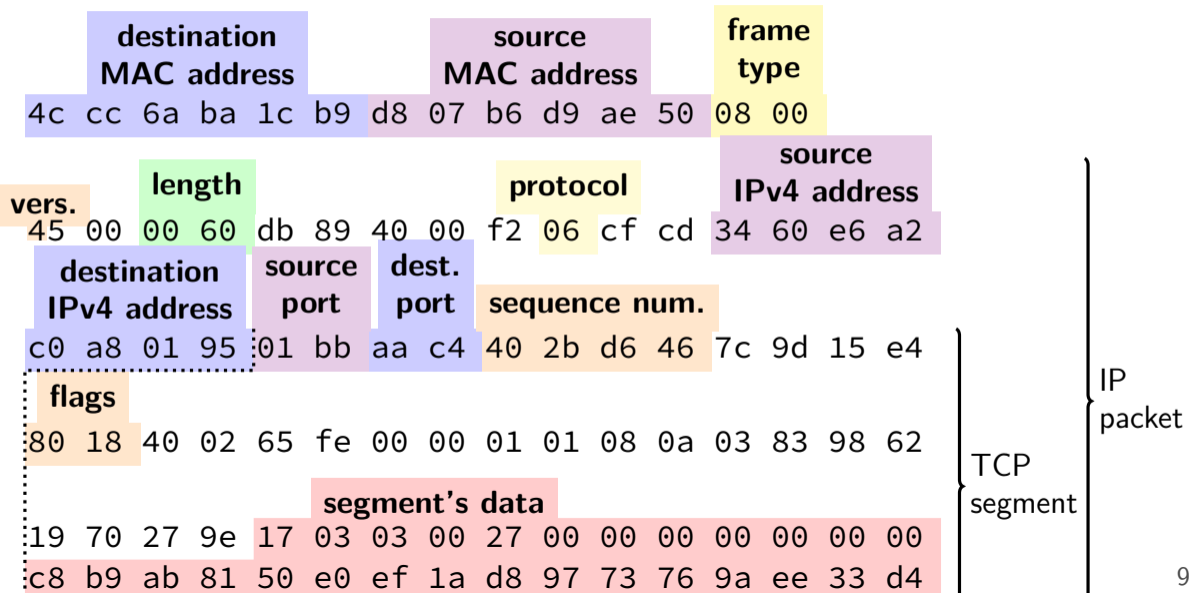 destination
MAC address
source
MAC address
frame
type
4c cc 6a ba 1c b9 d8 07 b6 d9 ae 50 08 00
vers.
length
protocol
source
IPv4 address
45 00 00 60 db 89 40 00 f2 06 cf cd 34 60 e6 a2
destination
IPv4 address
source
port
dest.
port
sequence num.
c0 a8 01 95 01 bb aa c4 40 2b d6 46 7c 9d 15 e4
flags
80 18 40 02 65 fe 00 00 01 01 08 0a 03 83 98 62
segment's data
19 70 27 9e 17 03 03 00 27 00 00 00 00 00 00 00
c8 b9 ab 81 50 e0 ef 1a d8 97 73 76 9a ee 33 d4
TCP
segment
IP
packet
9